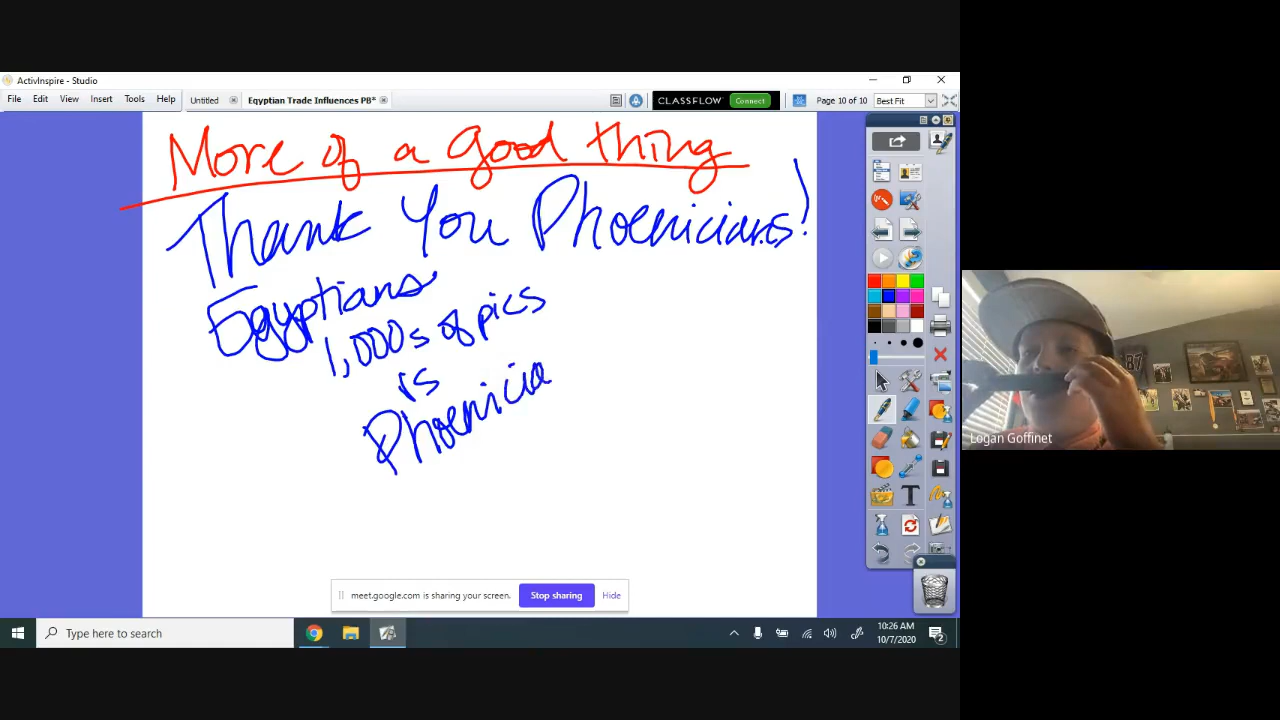 ActivInspire - Studio
File Edit View Insert Tools Help Untitled Egyptian Trade Influences PB* CLASSFLOW Connect Page 10 of 10 Best Fit
More of a good thing
Thank You Phoenicians!
Egyptians
1,000s of pics
vs
Phoenicia
87
Logan Goffinet
meet.google.com is sharing your screen. Stop sharing Hide
Type here to search
10:26 AM
10/7/2020
2